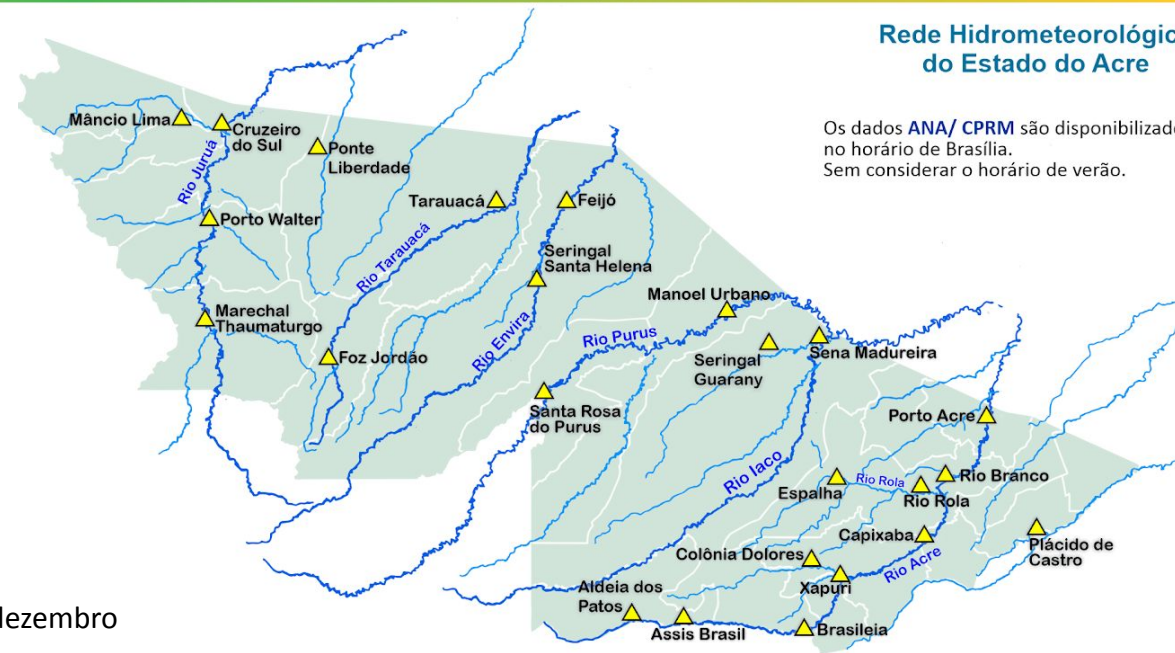 Rede Hidrometeorológic
do Estado do Acre
Os dados ANA/ CPRM são disponibilizado
no horário de Brasília.
Sem considerar o horário de verão.
Mâncio Lima
Cruzeiro
do Sul
Ponte
Liberdade
Rio Juruá
Tarauacá
Feijó
Porto Walter
Rio Tarauacá
Seringal
Santa Helena
Manoel Urbano
Marechal
Thaumaturgo
Rio Envira
Rio Purus
Foz Jordão
Seringal
Guarany
Sena Madureira
Santa Rosa
do Purus
Porto Acre
Rio Iaco
Espalha
Rio Rola
Rio Branco
Rio Rola
Capixaba
Plácido de
Castro
Colônia Dolores
Rio Acre
Xapuri
Aldeia dos
Patos
Assis Brasil
Brasileia
dezembro